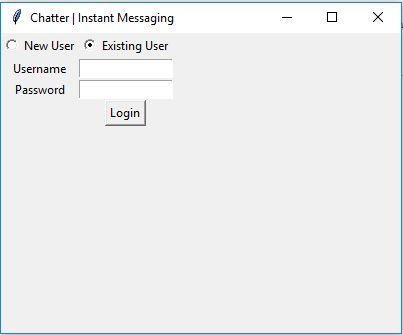 Chatter | Instant Messaging
New User Existing User
Username
Password
Login